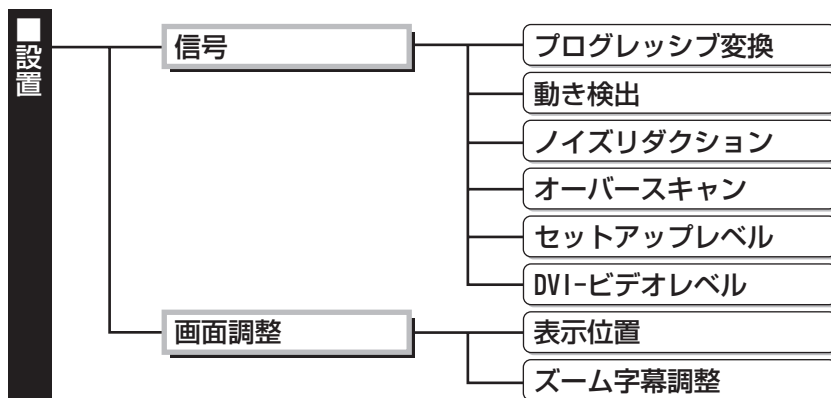 ■設置
信号
プログレッシブ変換
動き検出
ノイズリダクション
オーバースキャン
セットアップレベル
DVI-ビデオレベル
画面調整
表示位置
ズーム字幕調整